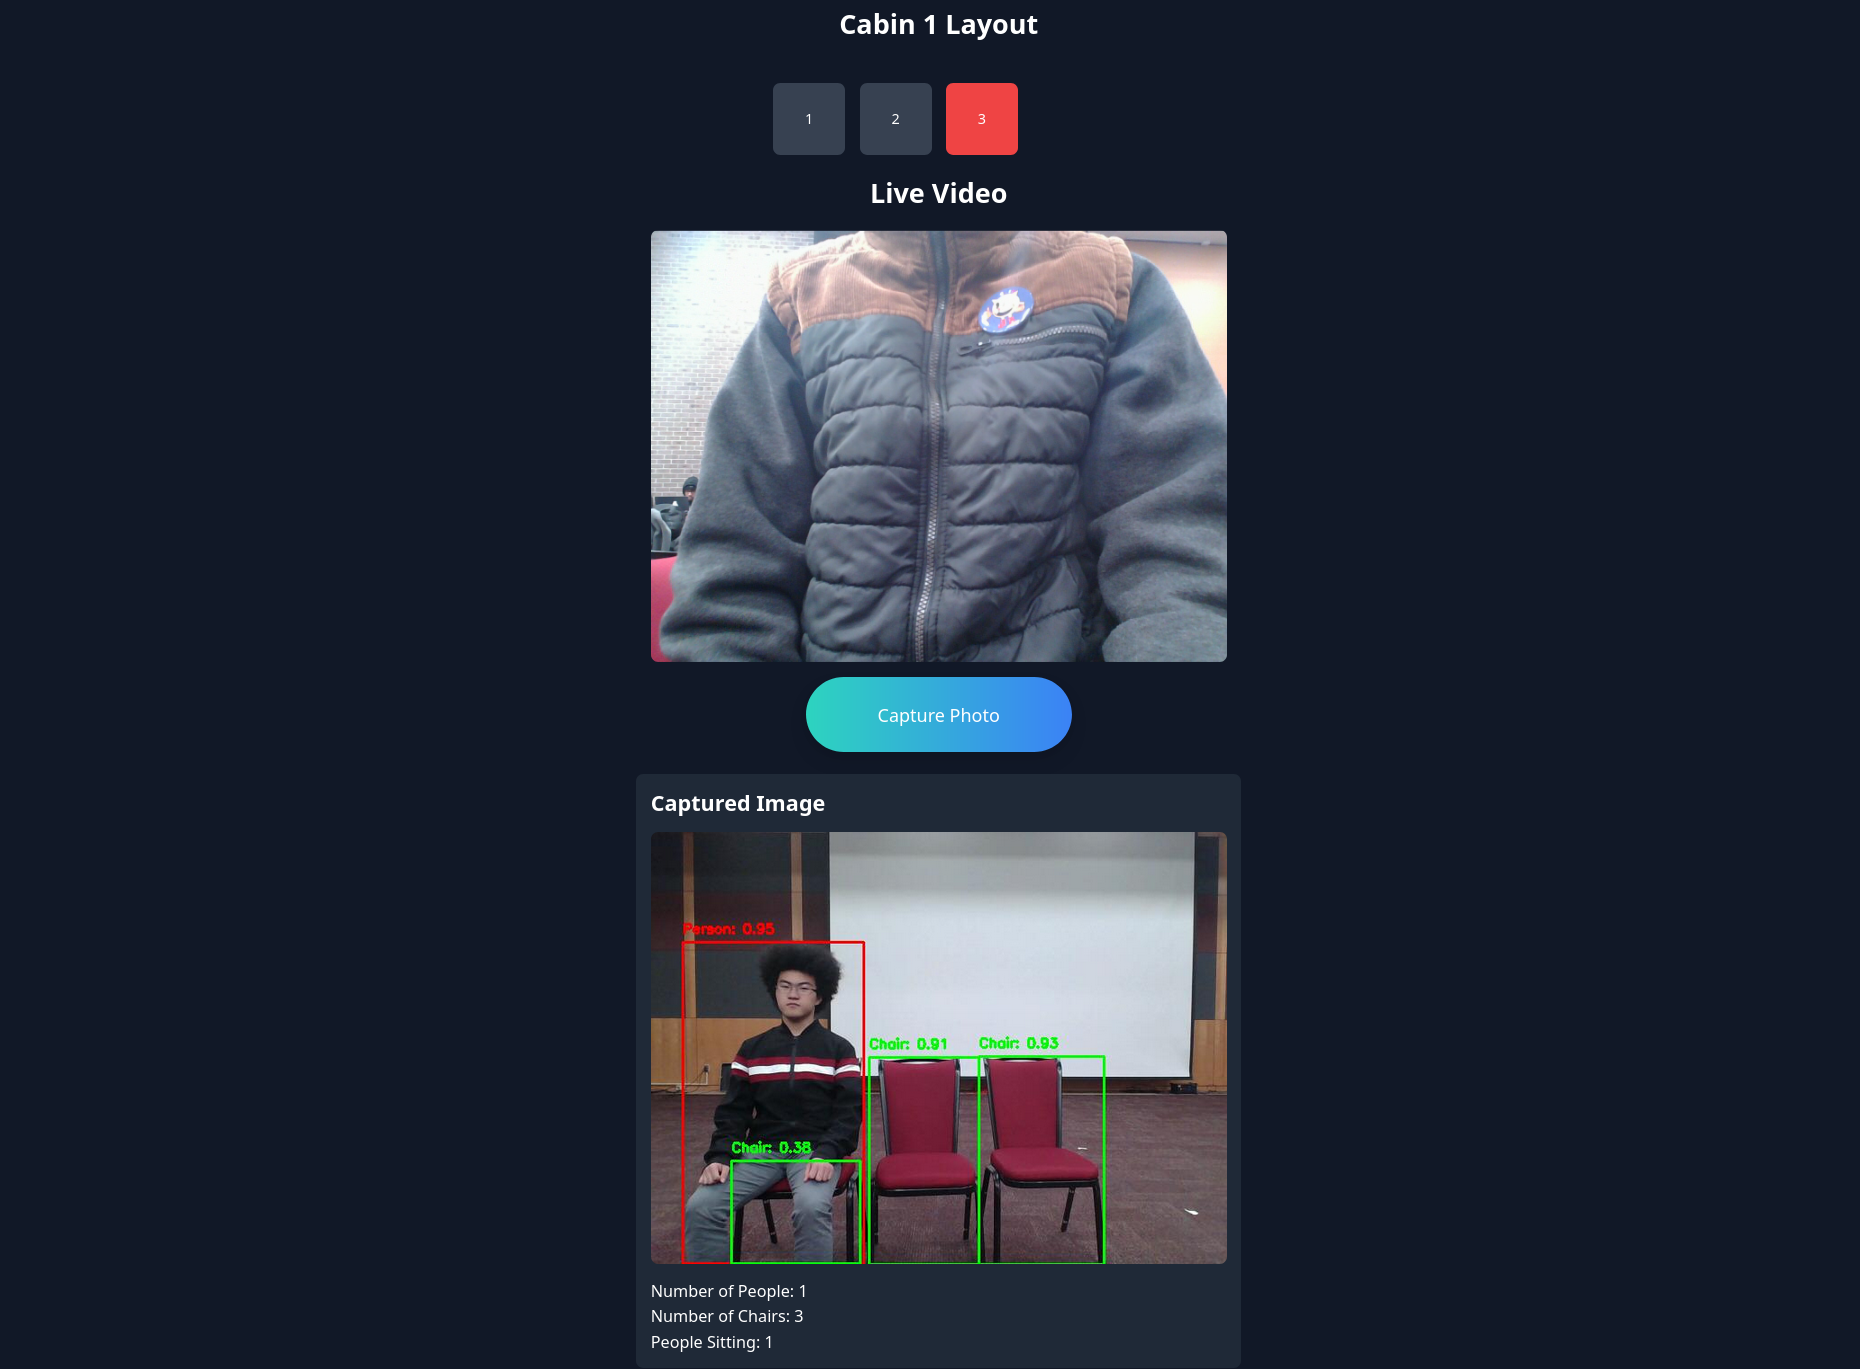 Cabin 1 Layout
1 2 3
Live Video
Capture Photo
Captured Image
Person: 0.95
Chair: 0.91 Chair: 0.93
Chair: 0.38
Number of People: 1
Number of Chairs: 3
People Sitting: 1